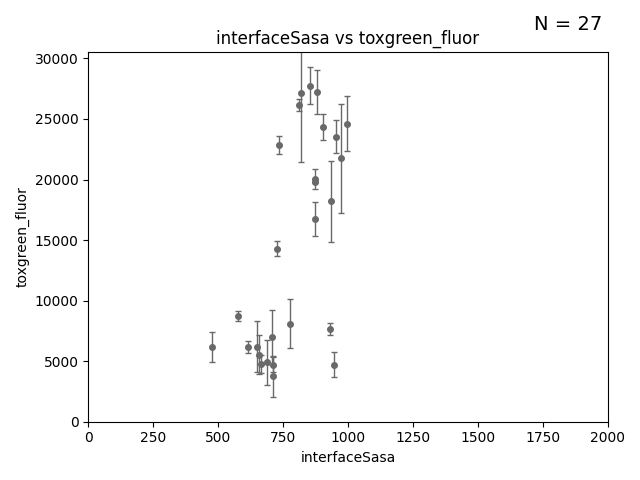 N = 27
interfaceSasa vs toxgreen_fluor
30000
25000
20000
15000
10000
5000
0
toxgreen_fluor
0 250 500 750 1000 1250 1500 1750 2000
interfaceSasa